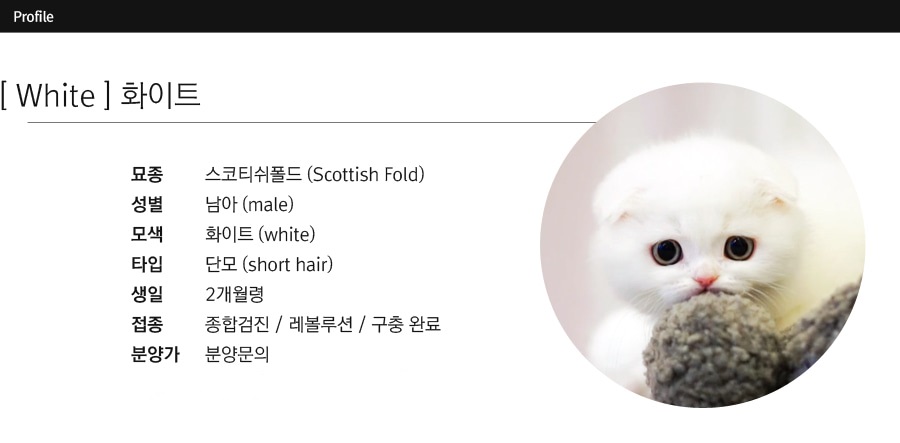 Profile
[ White ] 화이트
묘종 스코티쉬폴드 (Scottish Fold)
성별 남아 (male)
모색 화이트 (white)
타입 단모 (short hair)
생일 2개월령
접종 종합검진 / 레볼루션 / 구충 완료
분양가 분양문의